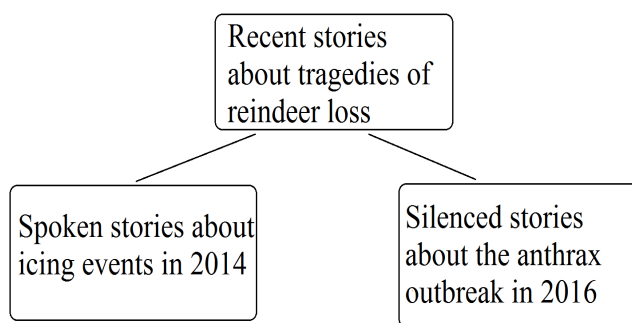 Recent stories
about tragedies of
reindeer loss
Spoken stories about
icing events in 2014
Silenced stories
about the anthrax
outbreak in 2016